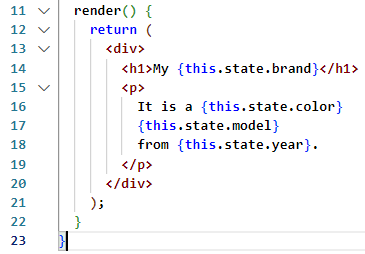 11 render() {
12 return (
13 <div>
14 <h1>My {this.state.brand}</h1>
15 <p>
16 It is a {this.state.color}
17 {this.state.model}
18 from {this.state.year}.
19 </p>
20 </div>
21 );
22 }
23 }